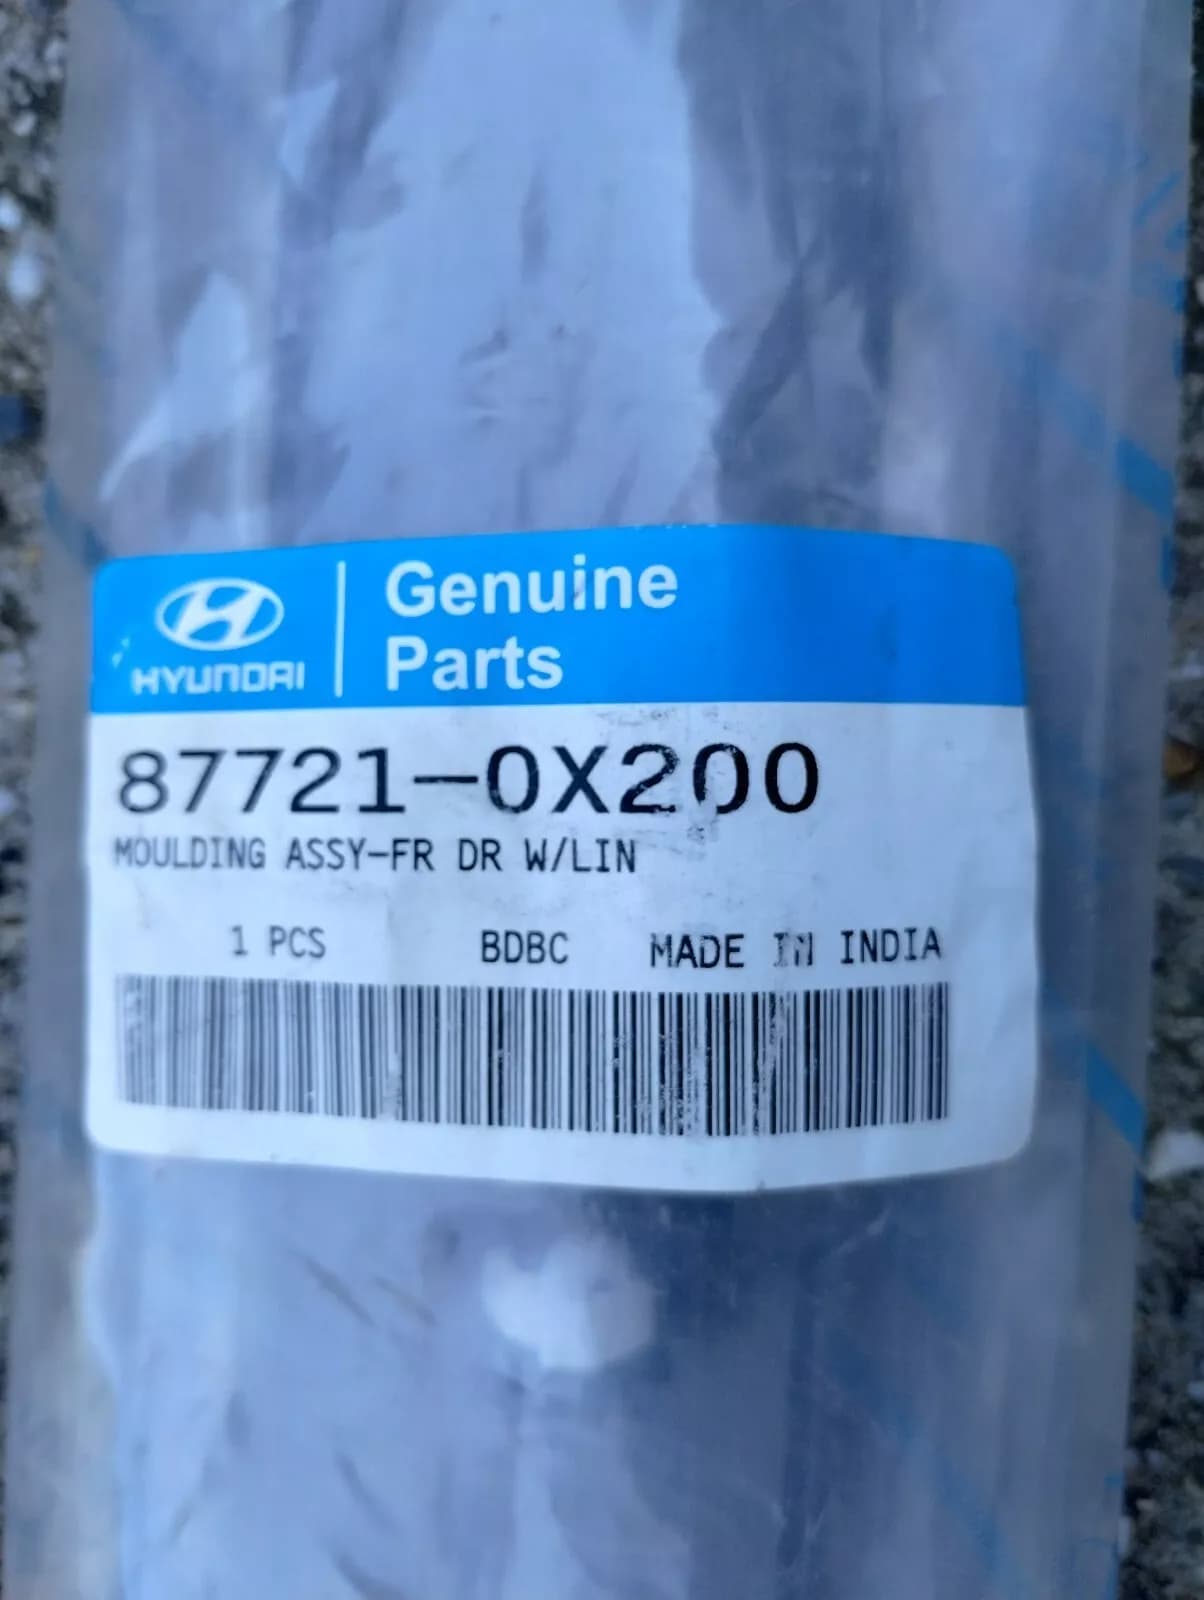 HYUNDAI
Genuine
Parts
87721-0X200
MOULDING ASSY-FR DR W/LIN
1 PCS BDBC MADE IN INDIA